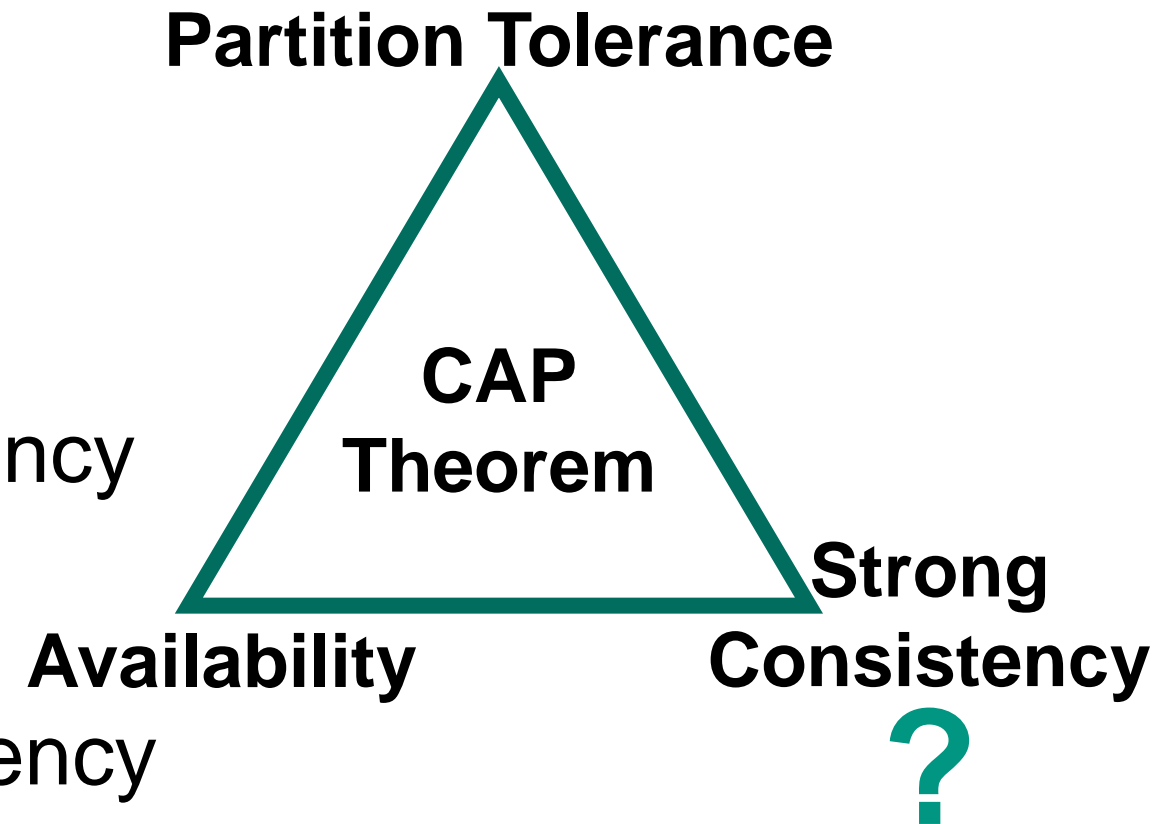 Partition Tolerance
CAP
Theorem
ncy
Strong
Consistency
Availability
ency
?